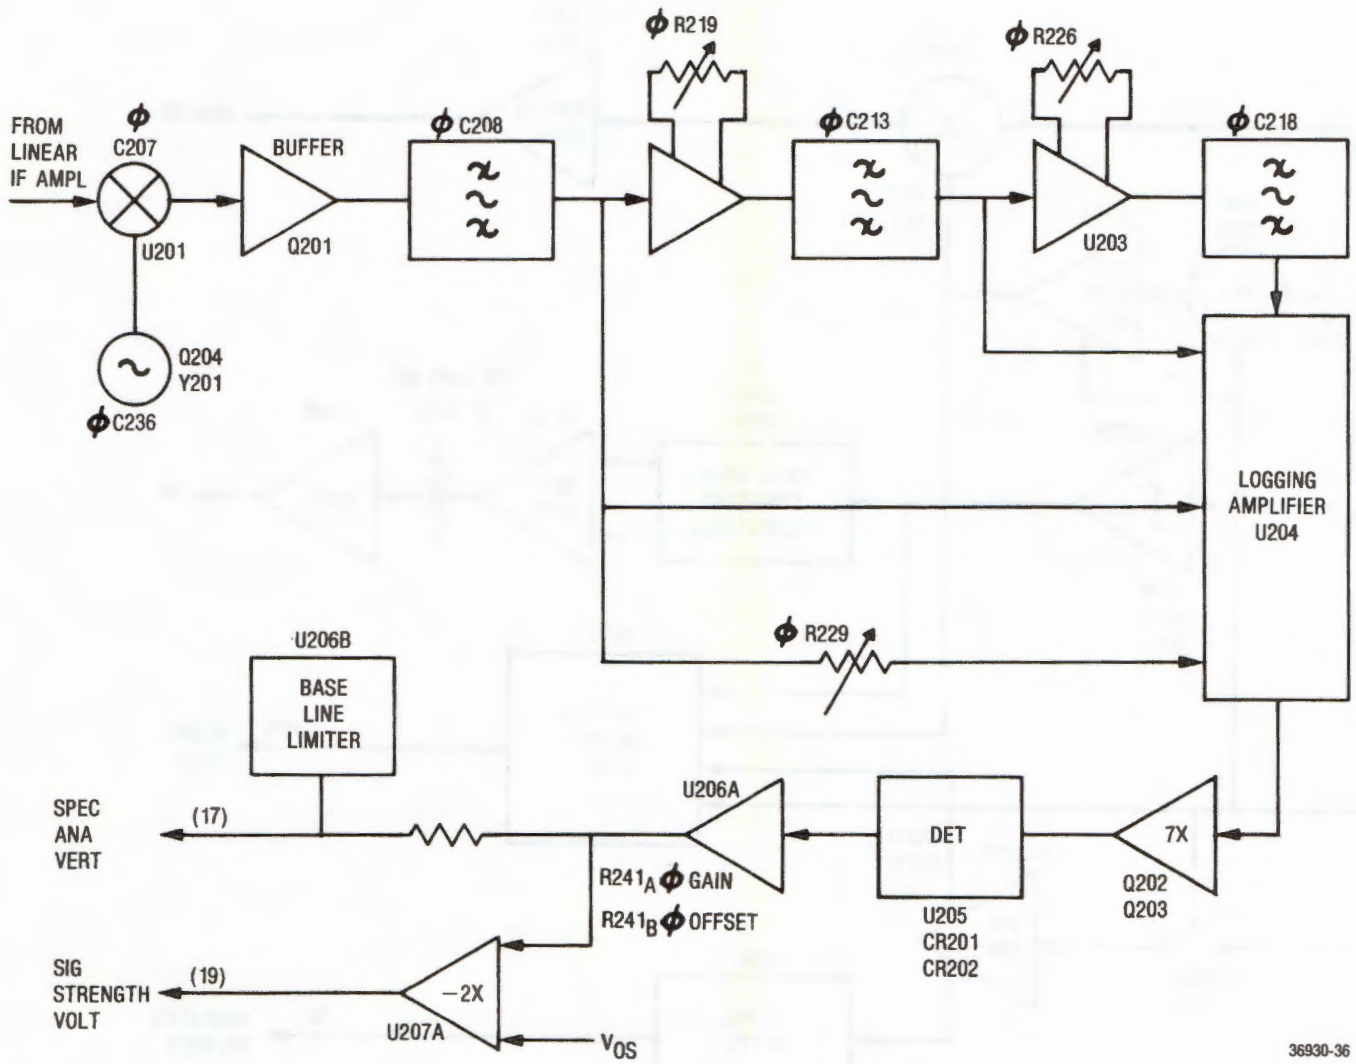 ϕ R219
ϕ R226
FROM
LINEAR
IF AMPL
ϕ
C207
U201
BUFFER
Q201
ϕ C208
ϕ C213
U203
ϕ C218
Q204
Y201
ϕ C236
LOGGING
AMPLIFIER
U204
ϕ R229
U206B
BASE
LINE
LIMITER
SPEC
ANA
VERT
(17)
U206A
R241A ϕ GAIN
R241B ϕ OFFSET
DET
U205
CR201
CR202
7X
Q202
Q203
SIG
STRENGTH
VOLT
(19)
−2X
U207A
VOS
36930-36